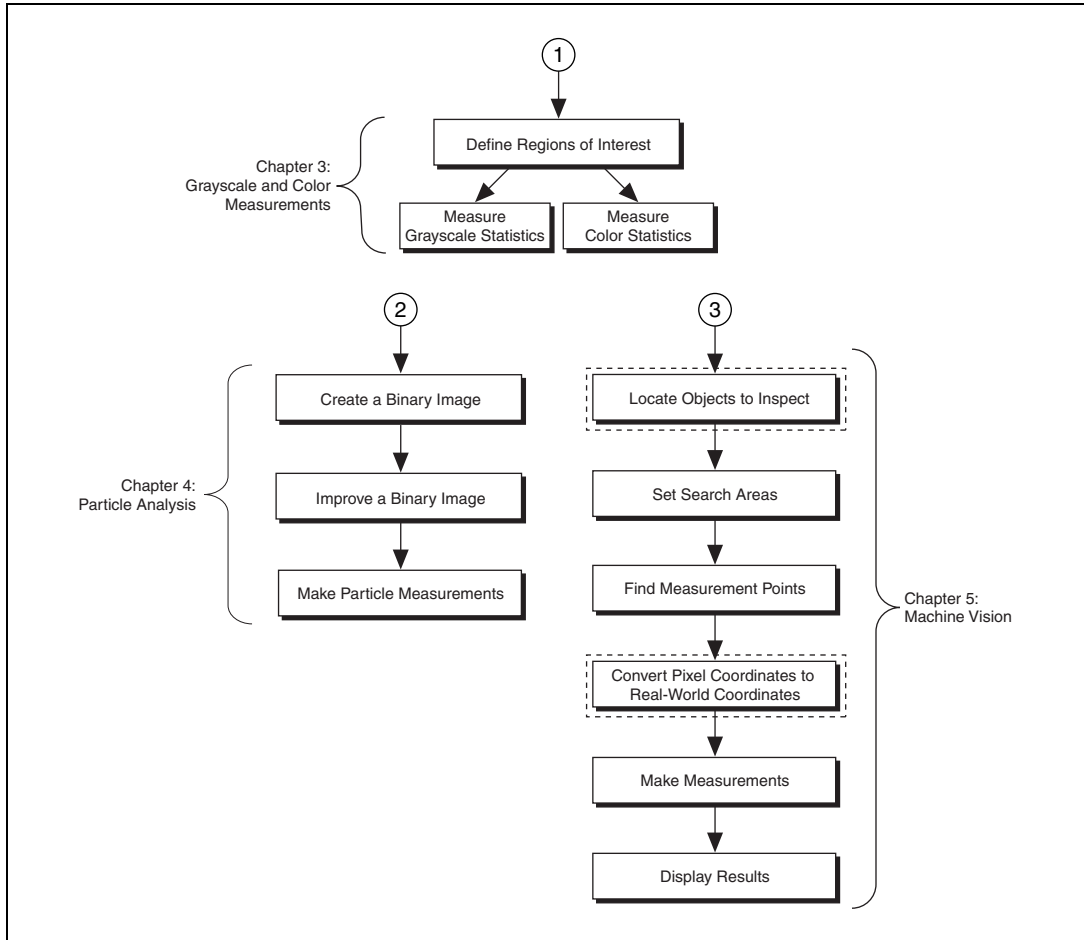 1
Define Regions of Interest
Chapter 3:
Grayscale and Color
Measurements
Measure
Grayscale Statistics
Measure
Color Statistics
2
Create a Binary Image
Improve a Binary Image
Make Particle Measurements
Chapter 4:
Particle Analysis
3
Locate Objects to Inspect
Set Search Areas
Find Measurement Points
Convert Pixel Coordinates to
Real-World Coordinates
Make Measurements
Display Results
Chapter 5:
Machine Vision